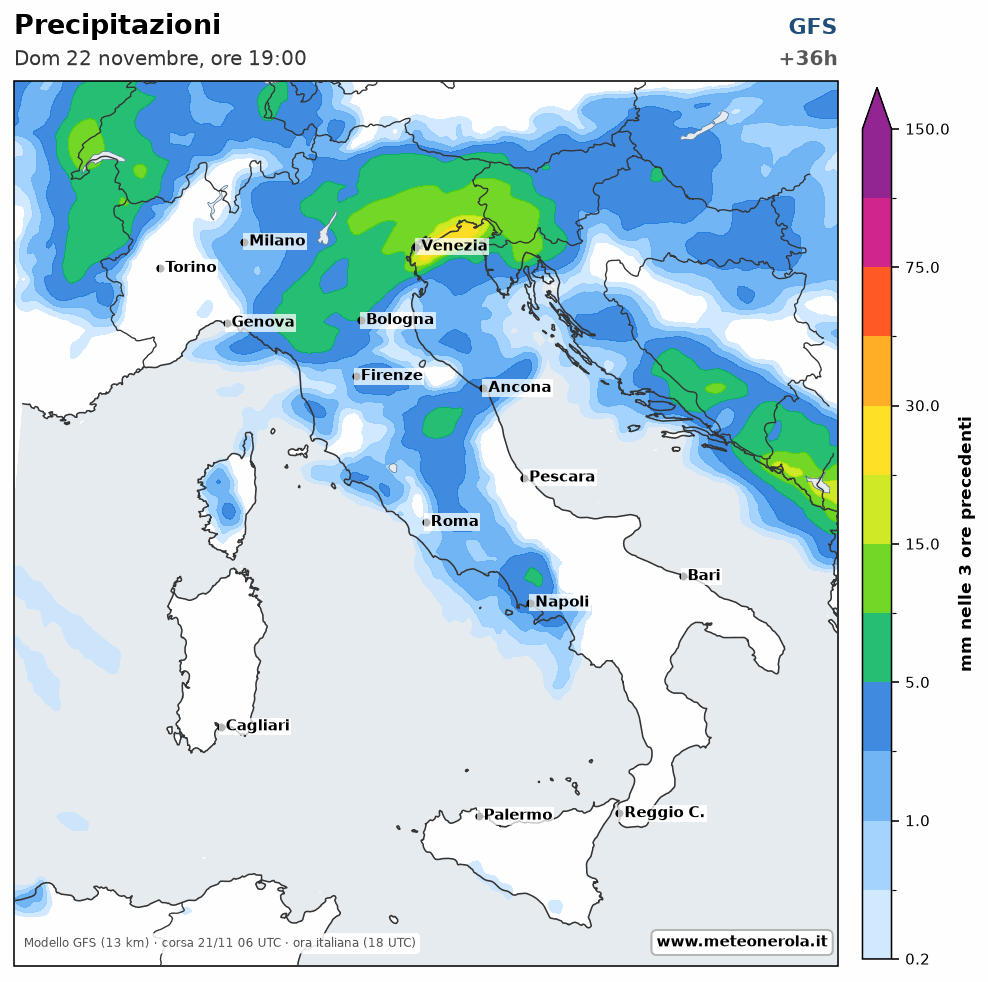 Precipitazioni
GFS
Dom 22 novembre, ore 19:00
+36h
150.0
75.0
30.0
15.0
5.0
1.0
0.2
mm nelle 3 ore precedenti
Milano
Venezia
Torino
Genova
Bologna
Firenze
Ancona
Pescara
Roma
Bari
Napoli
Cagliari
Palermo
Reggio C.
Modello GFS (13 km) · corsa 21/11 06 UTC · ora italiana (18 UTC)
www.meteonerola.it